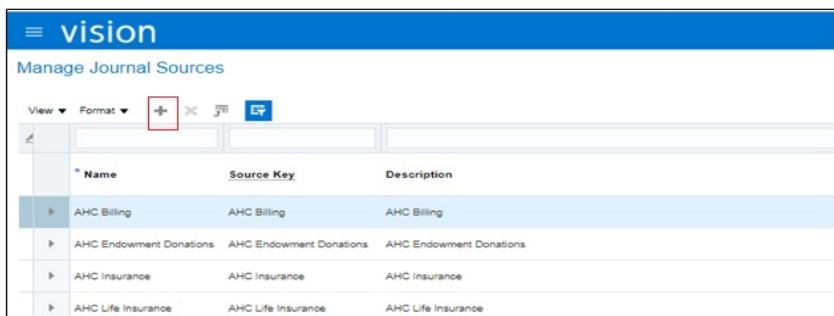 vision
Manage Journal Sources
View Format
* Name Source Key Description
AHC Billing AHC Billing AHC Billing
AHC Endowment Donations AHC Endowment Donations AHC Endowment Donations
AHC Insurance AHC Insurance AHC Insurance
AHC Life Insurance AHC Life Insurance AHC Life Insurance